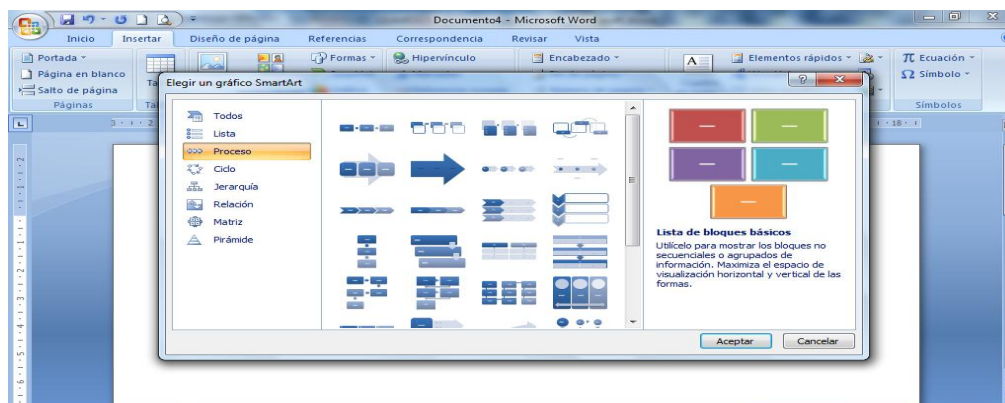 Documento4 - Microsoft Word
Inicio Insertar Diseño de página Referencias Correspondencia Revisar Vista
Portada Formas Hipervínculo Encabezado A Elementos rápidos π Ecuación
Página en blanco Ω Símbolo
Salto de página
Páginas Símbolos
Elegir un gráfico SmartArt
Todos
Lista
Proceso
Ciclo
Jerarquía
Relación
Matriz
Pirámide
Lista de bloques básicos
Utilícelo para mostrar los bloques no
secuenciales o agrupados de
información. Maximiza el espacio de
visualización horizontal y vertical de las
formas.
Aceptar Cancelar